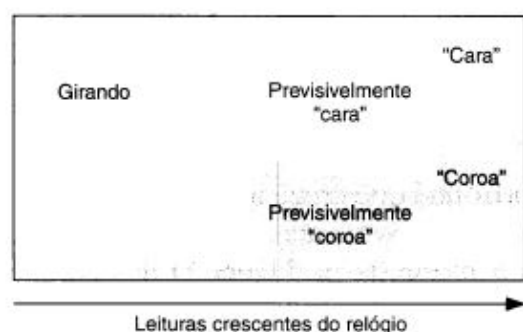 "Cara"
Girando
Previsivelmente
"cara"
"Coroa"
Previsivelmente
"coroa"
Leituras crescentes do relógio